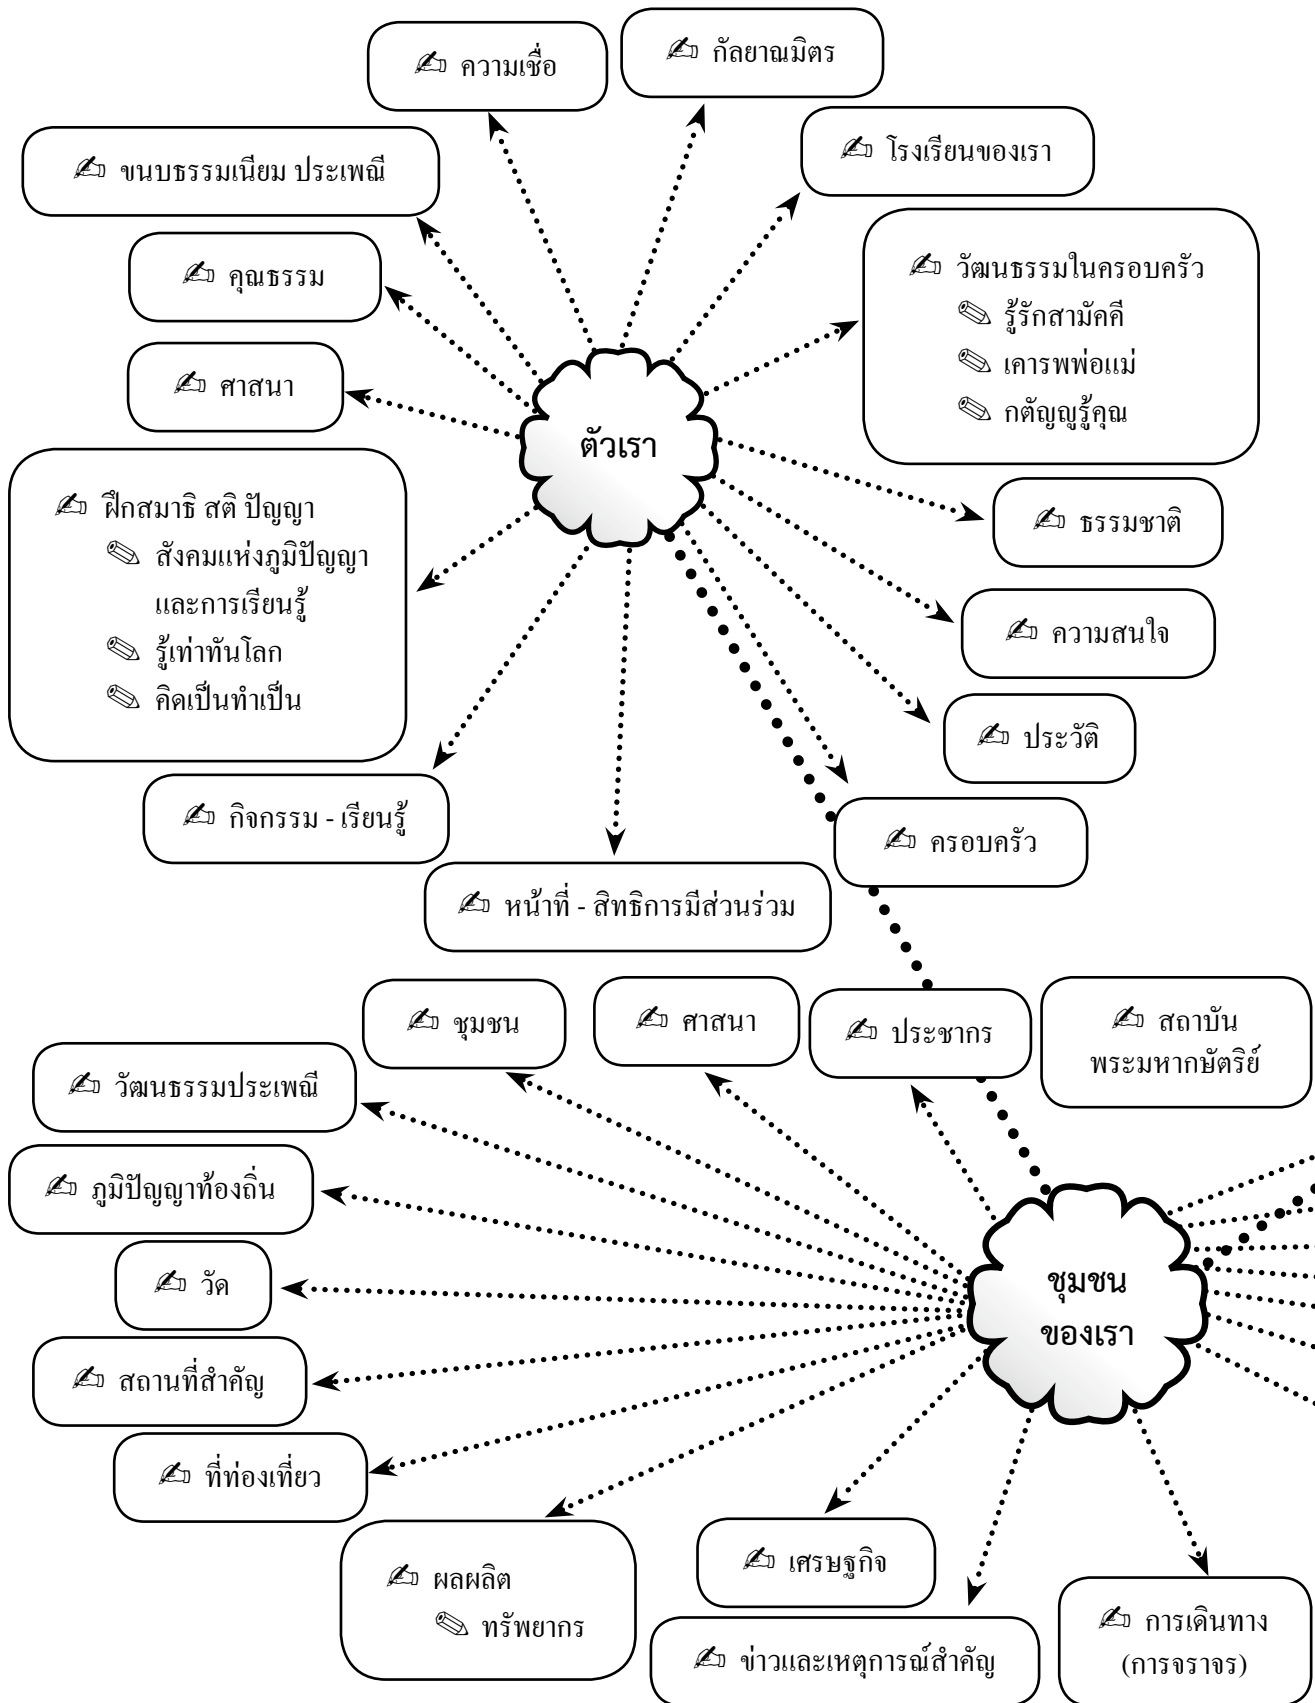 ความเชื่อ
กัลยาณมิตร
โรงเรียนของเรา
ขนบธรรมเนียม ประเพณี
วัฒนธรรมในครอบครัว
รู้รักสามัคคี
เคารพพ่อแม่
กตัญญูรู้คุณ
คุณธรรม
ศาสนา
ตัวเรา
ฝึกสมาธิ สติ ปัญญา
สังคมแห่งภูมิปัญญา
และการเรียนรู้
รู้เท่าทันโลก
คิดเป็นทำเป็น
ธรรมชาติ
ความสนใจ
ประวัติ
กิจกรรม - เรียนรู้
ครอบครัว
หน้าที่ - สิทธิการมีส่วนร่วม
ชุมชน
ศาสนา
ประชากร
สถาบัน
พระมหากษัตริย์
วัฒนธรรมประเพณี
ภูมิปัญญาท้องถิ่น
วัด
ชุมชน
ของเรา
สถานที่สำคัญ
ที่ท่องเที่ยว
ผลผลิต
ทรัพยากร
เศรษฐกิจ
ข่าวและเหตุการณ์สำคัญ
การเดินทาง
(การจราจร)